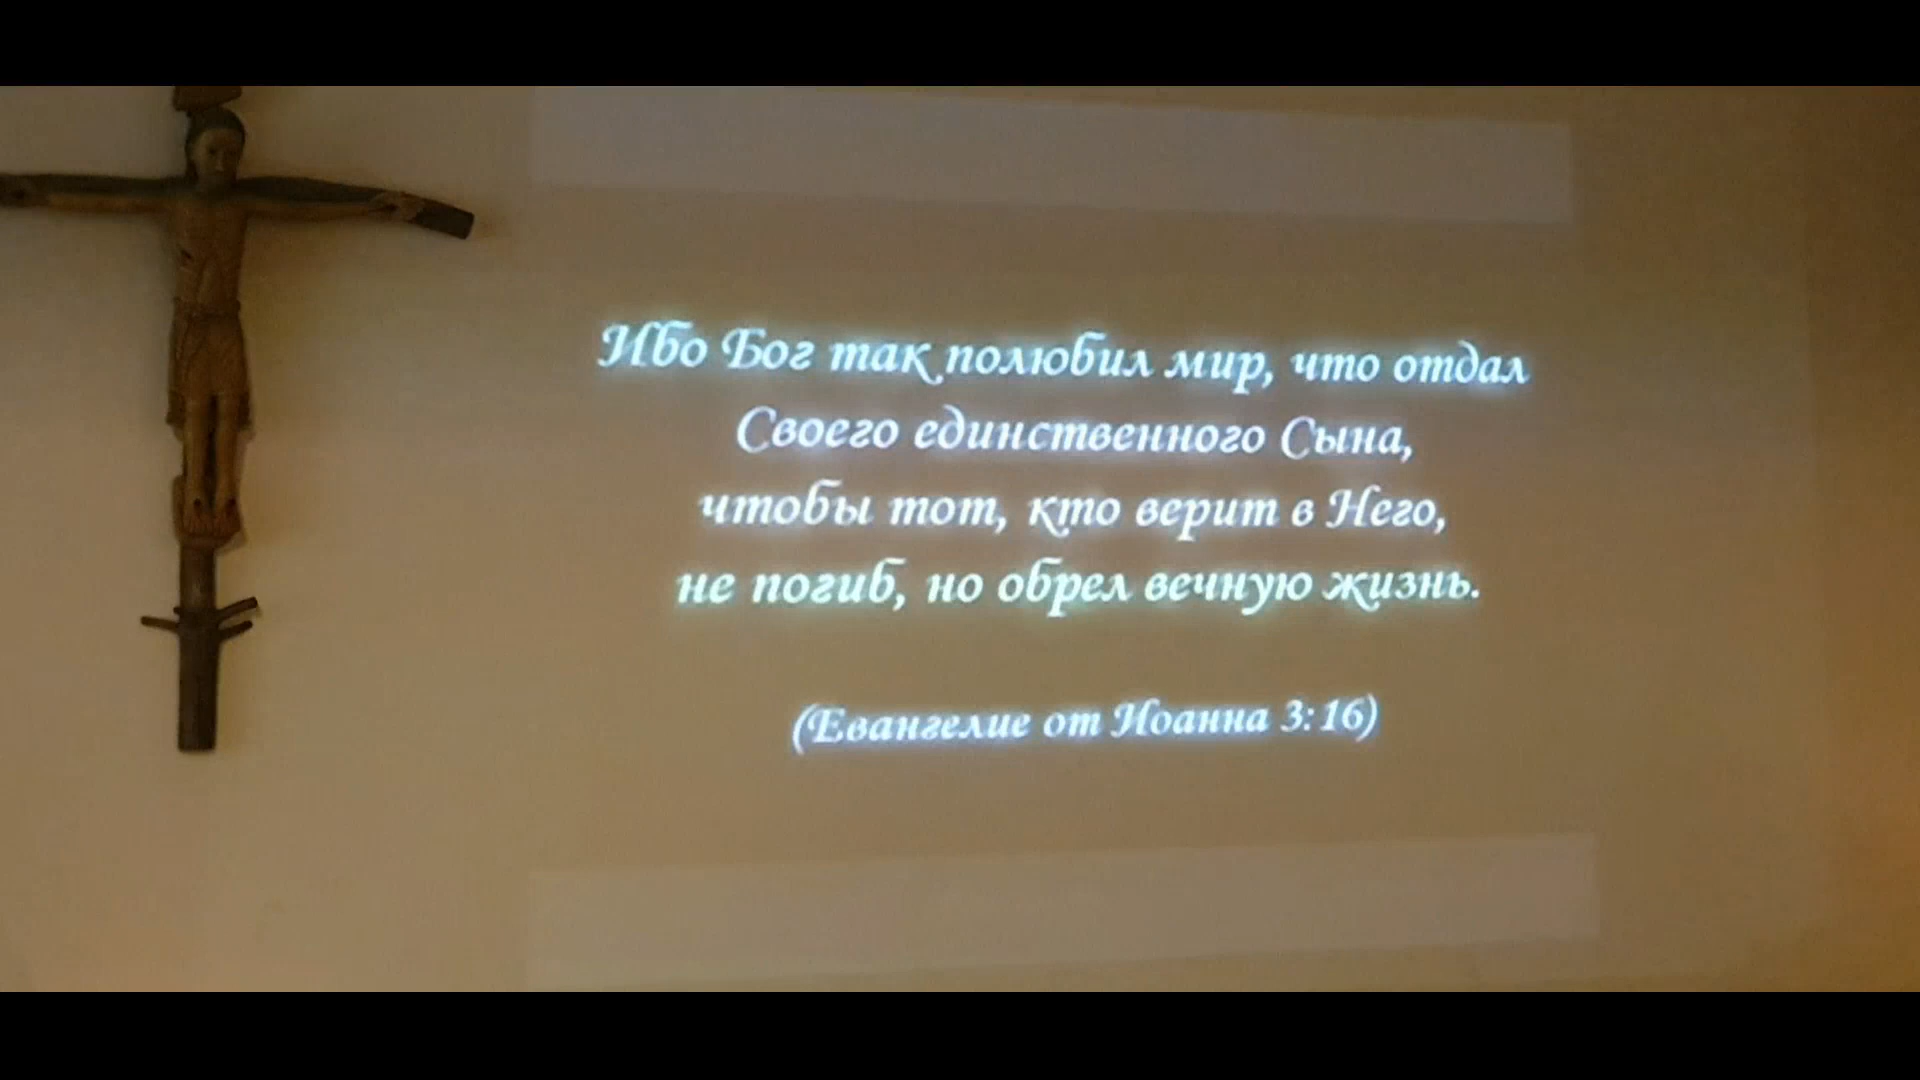 Ибо Бог так полюбил мир, что отдал
Своего единственного Сына,
чтобы тот, кто верит в Него,
не погиб, но обрел вечную жизнь.
(Евангелие от Иоанна 3:16)